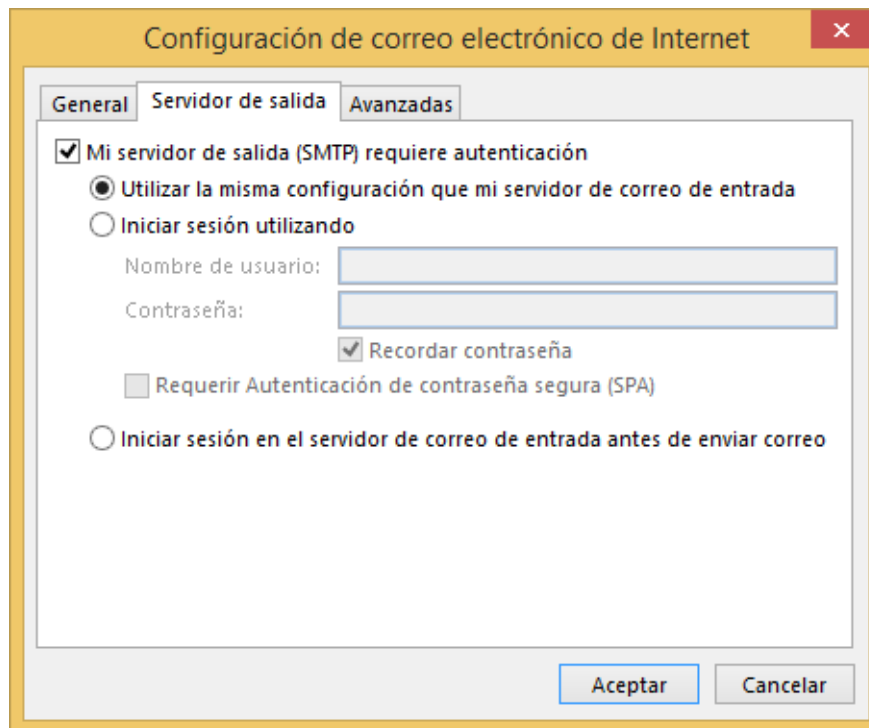 Configuración de correo electrónico de Internet
General Servidor de salida Avanzadas
Mi servidor de salida (SMTP) requiere autenticación
Utilizar la misma configuración que mi servidor de correo de entrada
Iniciar sesión utilizando
Nombre de usuario:
Contraseña:
Recordar contraseña
Requerir Autenticación de contraseña segura (SPA)
Iniciar sesión en el servidor de correo de entrada antes de enviar correo
Aceptar Cancelar